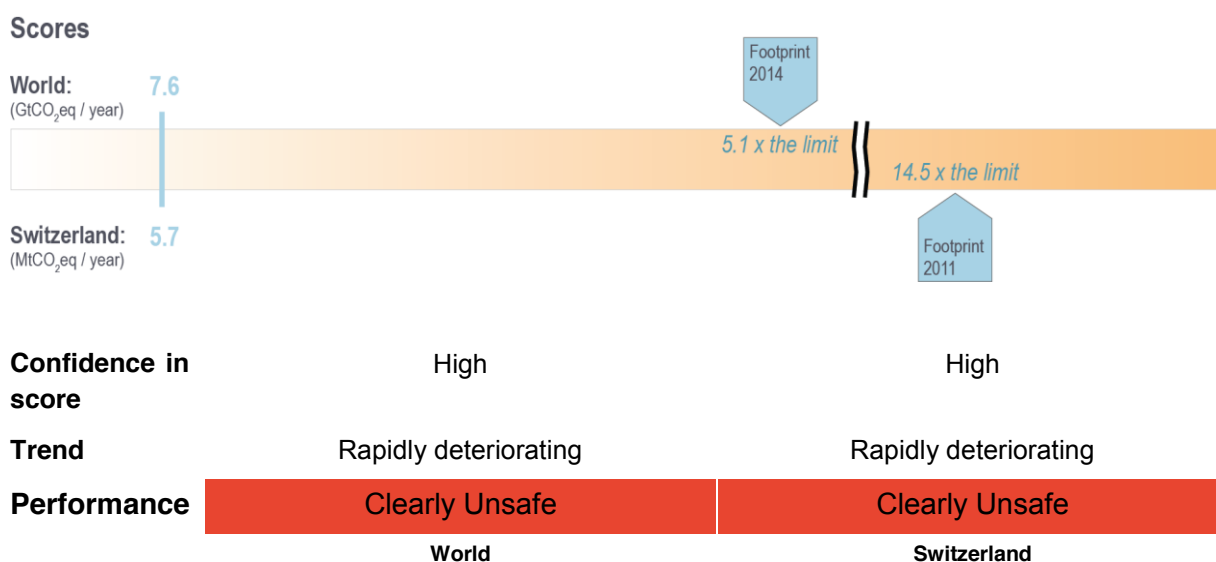 Scores
Footprint
2014
World: 7.6
(GtCO₂eq / year)
5.1 x the limit
14.5 x the limit
Switzerland: 5.7
(MtCO₂eq / year)
Footprint
2011
Confidence in High High
score
Trend Rapidly deteriorating Rapidly deteriorating
Performance Clearly Unsafe Clearly Unsafe
World Switzerland